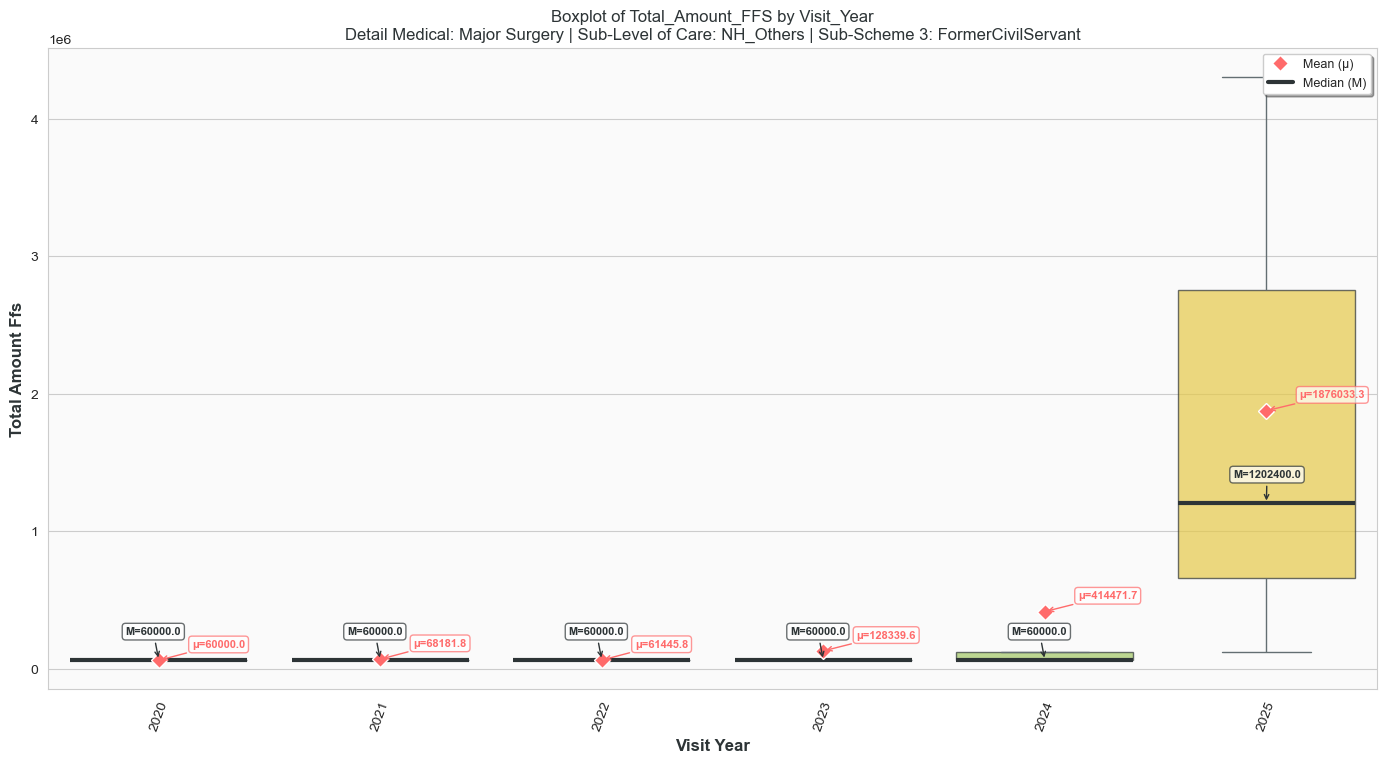 Boxplot of Total_Amount_FFS by Visit_Year
Detail Medical: Major Surgery | Sub-Level of Care: NH_Others | Sub-Scheme 3: FormerCivilServant
1e6
Mean (μ)
Median (M)
4
3
2
1
0
Total Amount Ffs
M=60000.0
μ=60000.0
M=60000.0
μ=68181.8
M=60000.0
μ=61445.8
M=60000.0
μ=128339.6
M=60000.0
μ=414471.7
M=1202400.0
μ=1876033.3
2020
2021
2022
2023
2024
2025
Visit Year